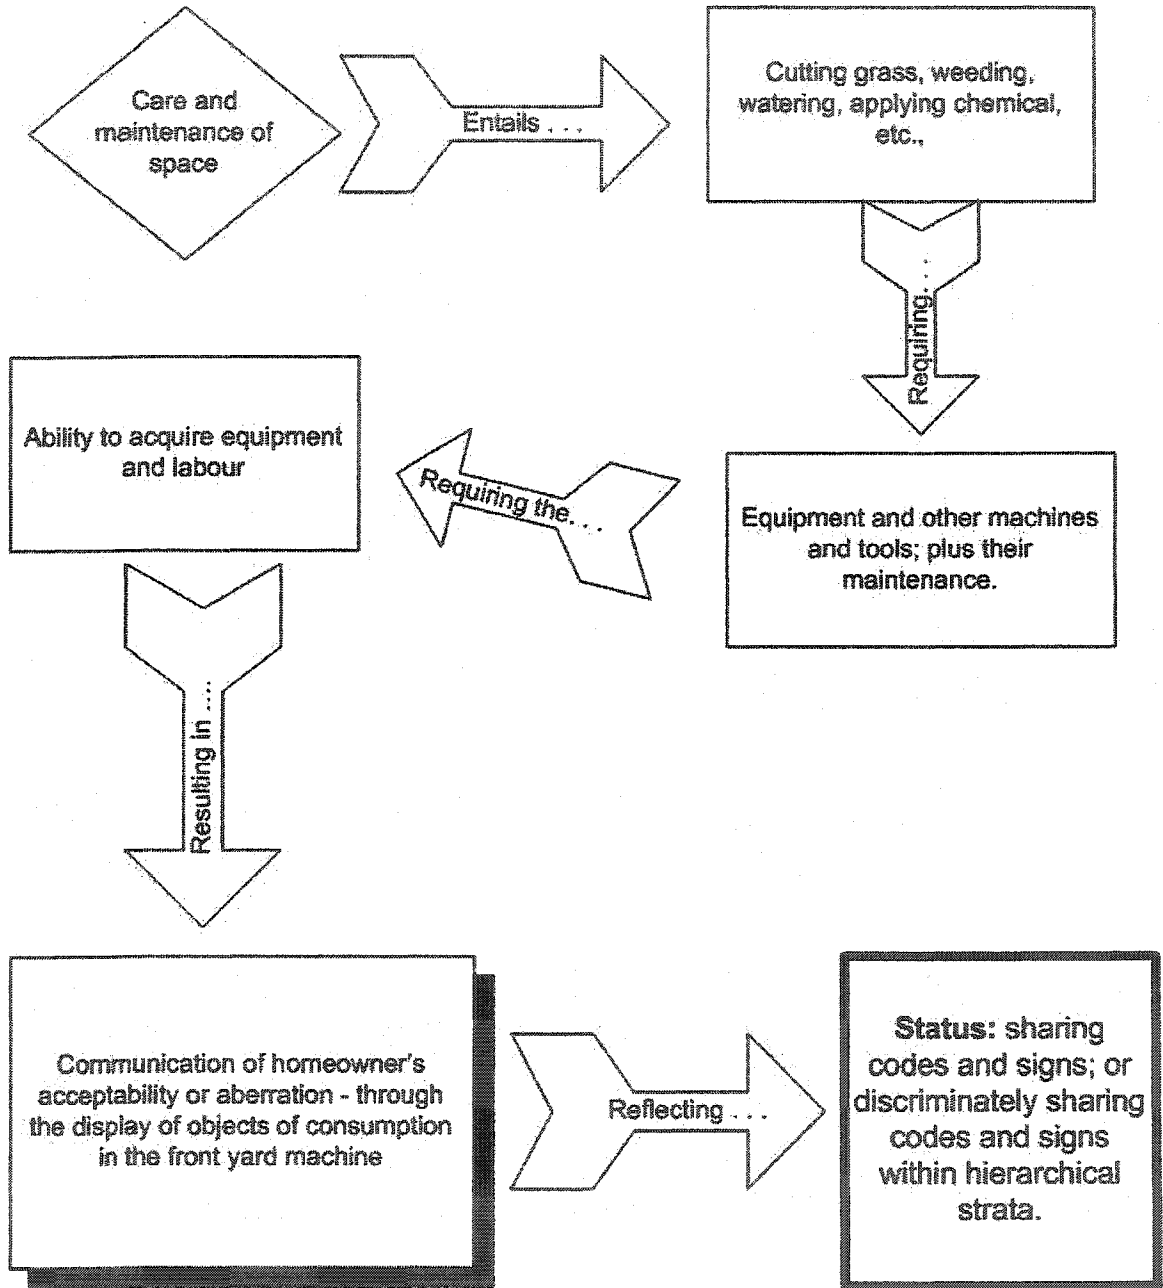 Care and
maintenance of
space
Entails . . .
Cutting grass, weeding,
watering, applying chemical,
etc.,
Requiring. . .
Equipment and other machines
and tools; plus their
maintenance.
Requiring the. . .
Ability to acquire equipment
and labour
Resulting in ....
Communication of homeowner's
acceptability or aberration - through
the display of objects of consumption
in the front yard machine
Reflecting . . .
Status: sharing
codes and signs; or
discriminately sharing
codes and signs
within hierarchical
strata.